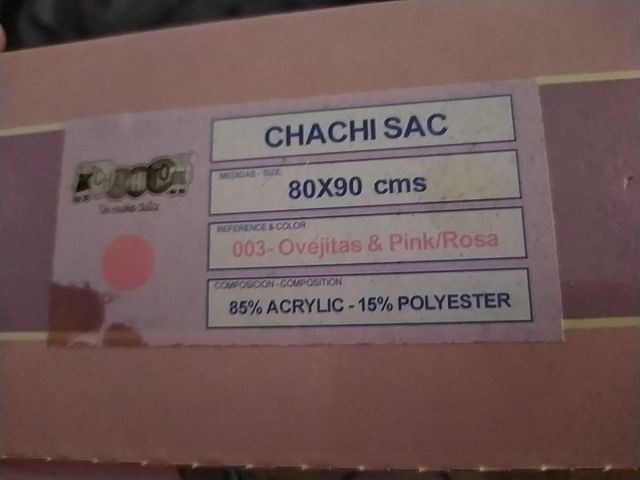 CHACHI SAC
MEDIDAS - SIZE
80X90 cms
REFERENCE & COLOR
003- Ovejitas & Pink/Rosa
COMPOSICION - COMPOSITION
85% ACRYLIC - 15% POLYESTER